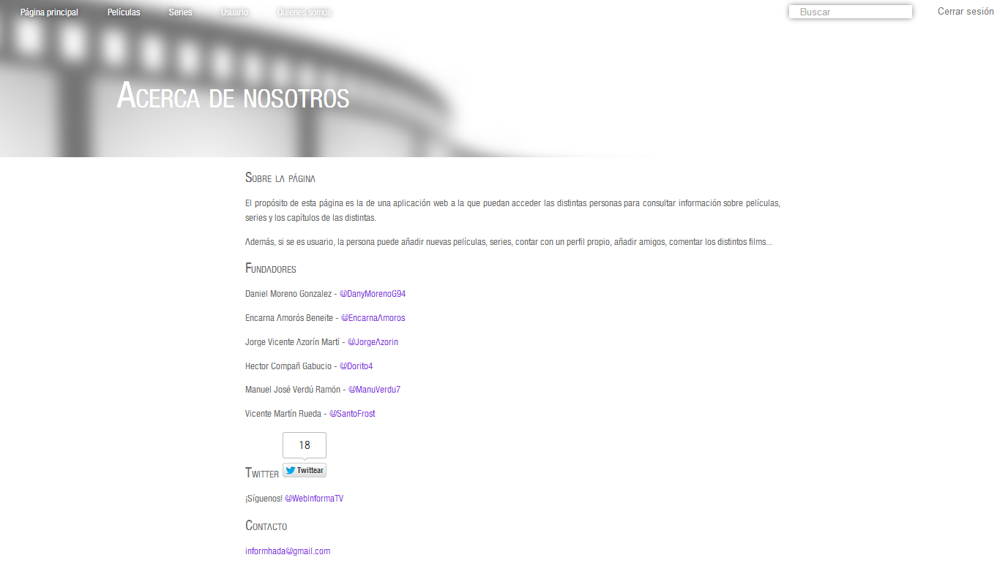 Página principal Películas Series Usuario Quienes somos Buscar Cerrar sesión
Acerca de nosotros
Sobre la página
El propósito de esta página es la de una aplicación web a la que puedan acceder las distintas personas para consultar información sobre películas,
series y los capítulos de las distintas.
Además, si se es usuario, la persona puede añadir nuevas películas, series, contar con un perfil propio, añadir amigos, comentar los distintos films...
Fundadores
Daniel Moreno Gonzalez - @DanyMorenoG94
Encarna Amorós Beneite - @EncarnaAmoros
Jorge Vicente Azorín Martí - @JorgeAzorin
Hector Compañ Gabucio - @Dorito4
Manuel José Verdú Ramón - @ManuVerdu7
Vicente Martín Rueda - @SantoFrost
18
Twitter Twittear
¡Síguenos! @WebInformaTV
Contacto
informhada@gmail.com